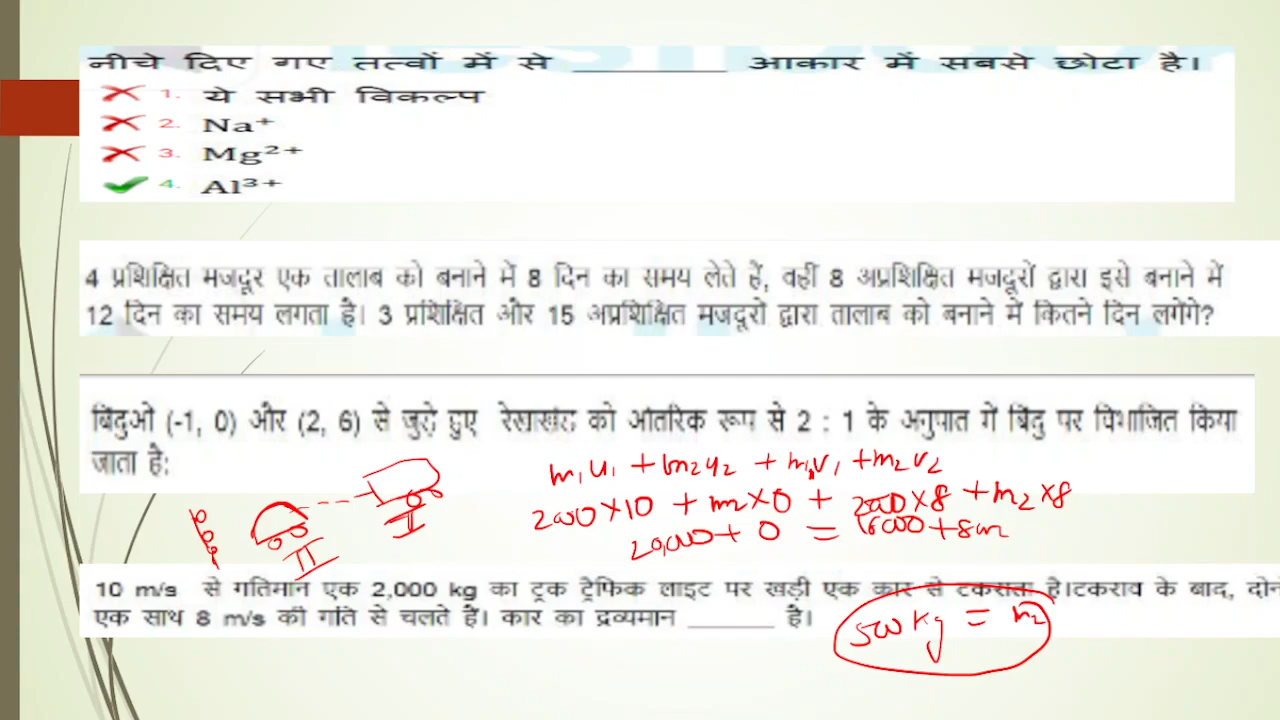 नीचे दिए गए तत्वों में से ________ आकार में सबसे छोटा है।
1. ये सभी विकल्प
2. Na⁺
3. Mg²⁺
4. Al³⁺
4 प्रशिक्षित मजदूर एक तालाब को बनाने में 8 दिन का समय लेते हैं, वहीं 8 अप्रशिक्षित मजदूरों द्वारा इसे बनाने में
12 दिन का समय लगता है। 3 प्रशिक्षित और 15 अप्रशिक्षित मजदूरों द्वारा तालाब को बनाने में कितने दिन लगेंगे?
बिंदुओं (-1, 0) और (2, 6) से जुड़े हुए रेखाखंड को आंतरिक रूप से 2 : 1 के अनुपात में बिंदु पर विभाजित किया
जाता है:
m₁u₁ + m₂u₂ + m₁v₁ + m₂v₂
2000×10 + m2×0 + 2000×8 + m2×8
20,000 + 0 = 16000 + 8m
II
I
10 m/s से गतिमान एक 2,000 kg का ट्रक ट्रैफिक लाइट पर खड़ी एक कार से टकराता है।टकराव के बाद, दोन
एक साथ 8 m/s की गति से चलते हैं। कार का द्रव्यमान ________ है।
500 kg = m₂